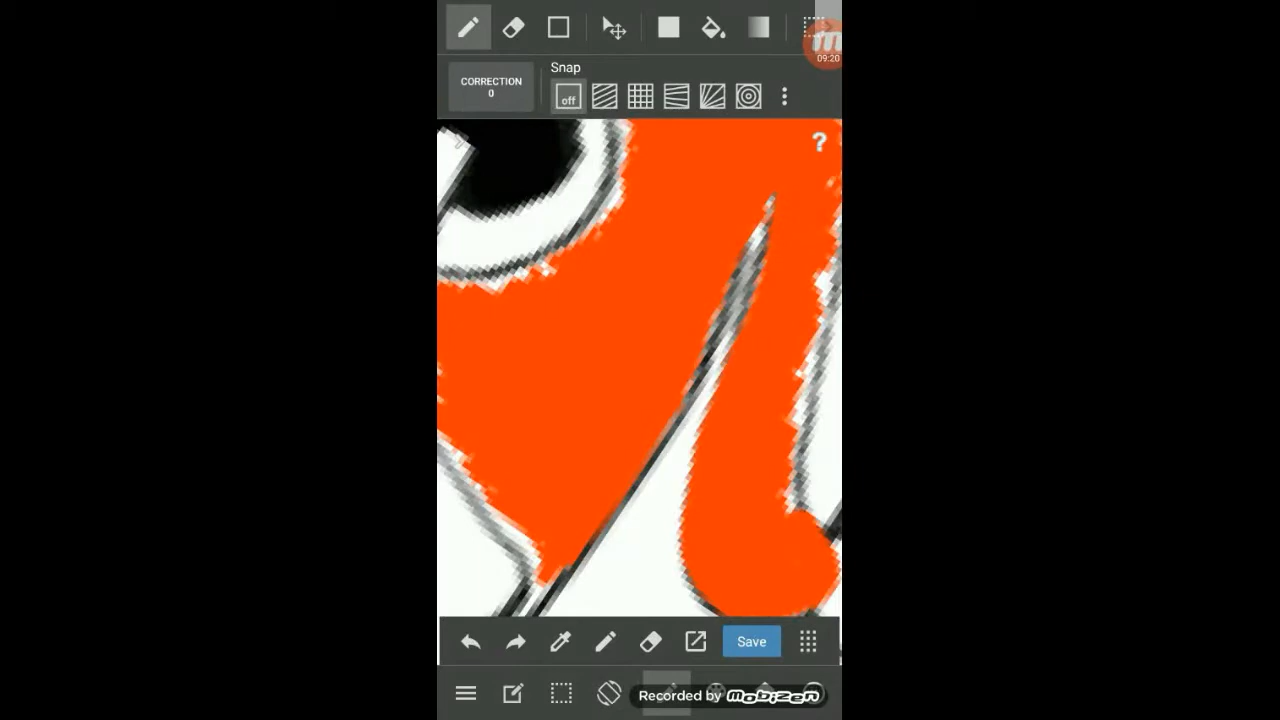 09:20
Snap
CORRECTION
0
off
?
Save
Recorded by MOBIZEN